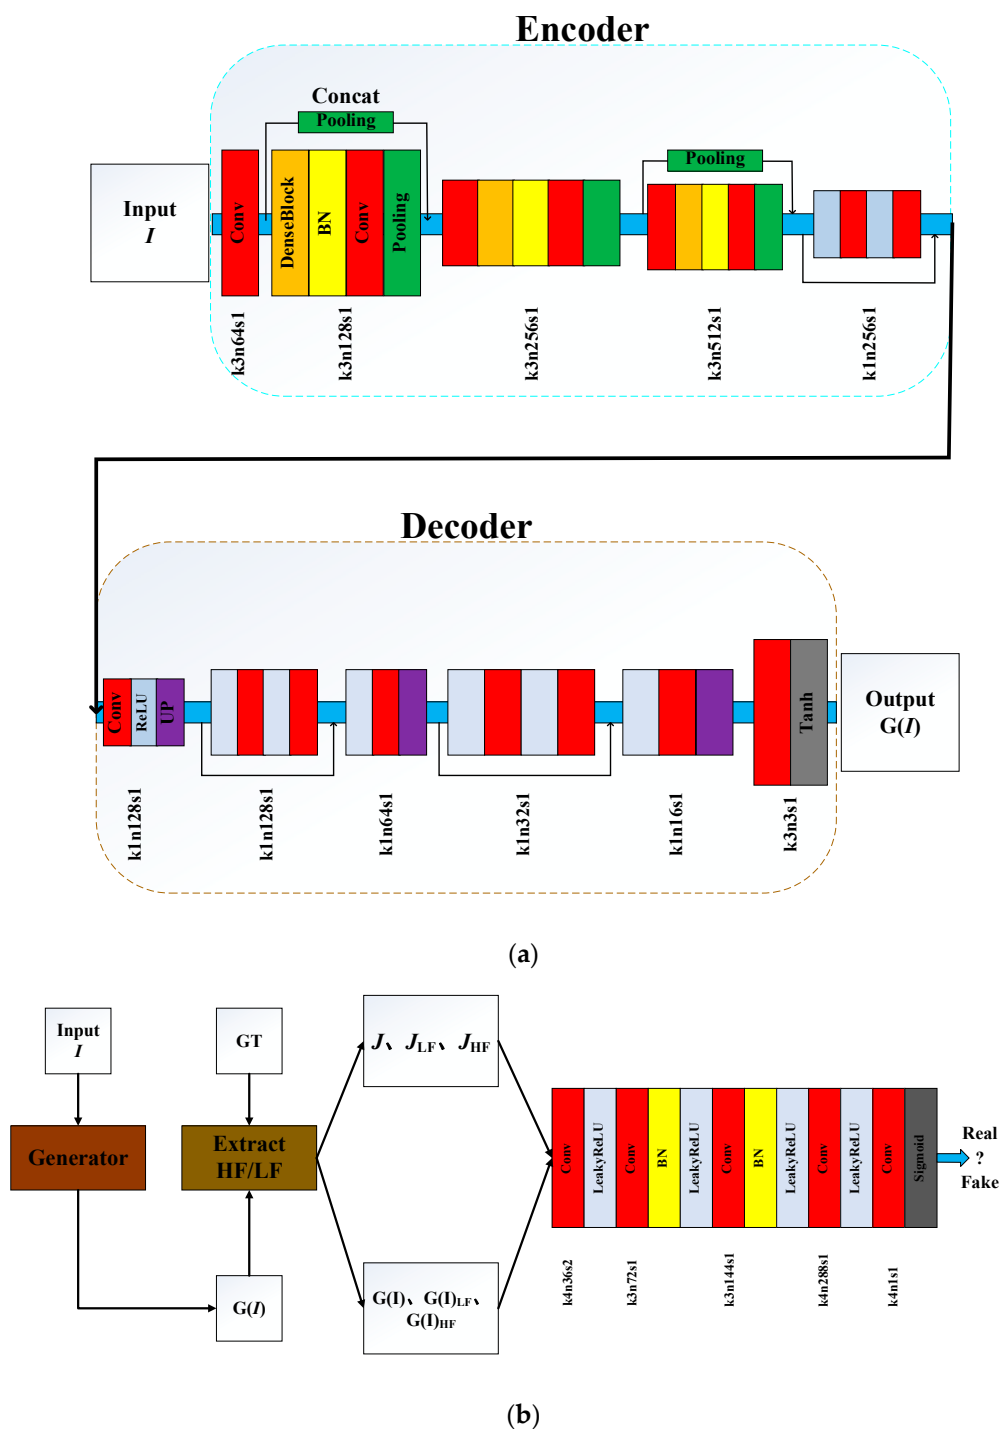 Encoder
Concat
Pooling
Pooling
Input
I
Conv
DenseBlock
BN
Conv
Pooling
k3n64s1
k3n128s1
k3n256s1
k3n512s1
k1n256s1
Decoder
Conv
ReLU
UP
Tanh
Output
G(I)
k1n128s1
k1n128s1
k1n64s1
k1n32s1
k1n16s1
k3n3s1
(a)
Input
I
GT
J、J_LF、J_HF
Generator
Extract
HF/LF
G(I)
G(I)、G(I)_LF、
G(I)_HF
Conv
LeakyReLU
Conv
BN
LeakyReLU
Conv
BN
LeakyReLU
Conv
LeakyReLU
Conv
Sigmoid
Real
?
Fake
k4n36s2
k3n72s1
k3n144s1
k4n288s1
k4n1s1
(b)